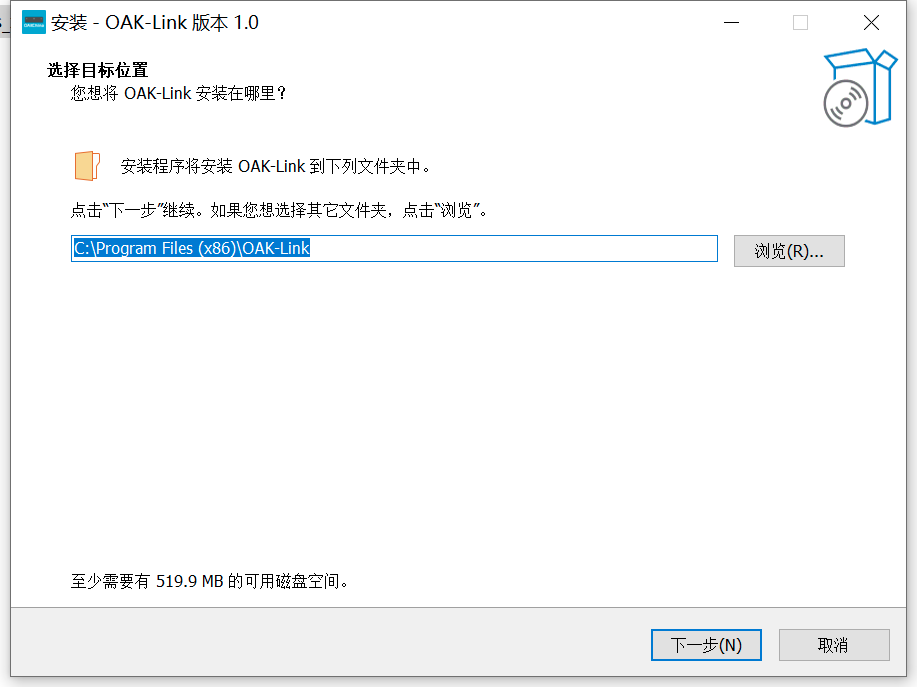 安装 - OAK-Link 版本 1.0
选择目标位置
您想将 OAK-Link 安装在哪里？
安装程序将安装 OAK-Link 到下列文件夹中。
点击“下一步”继续。如果您想选择其它文件夹，点击“浏览”。
C:\Program Files (x86)\OAK-Link
浏览(R)...
至少需要有 519.9 MB 的可用磁盘空间。
下一步(N)
取消